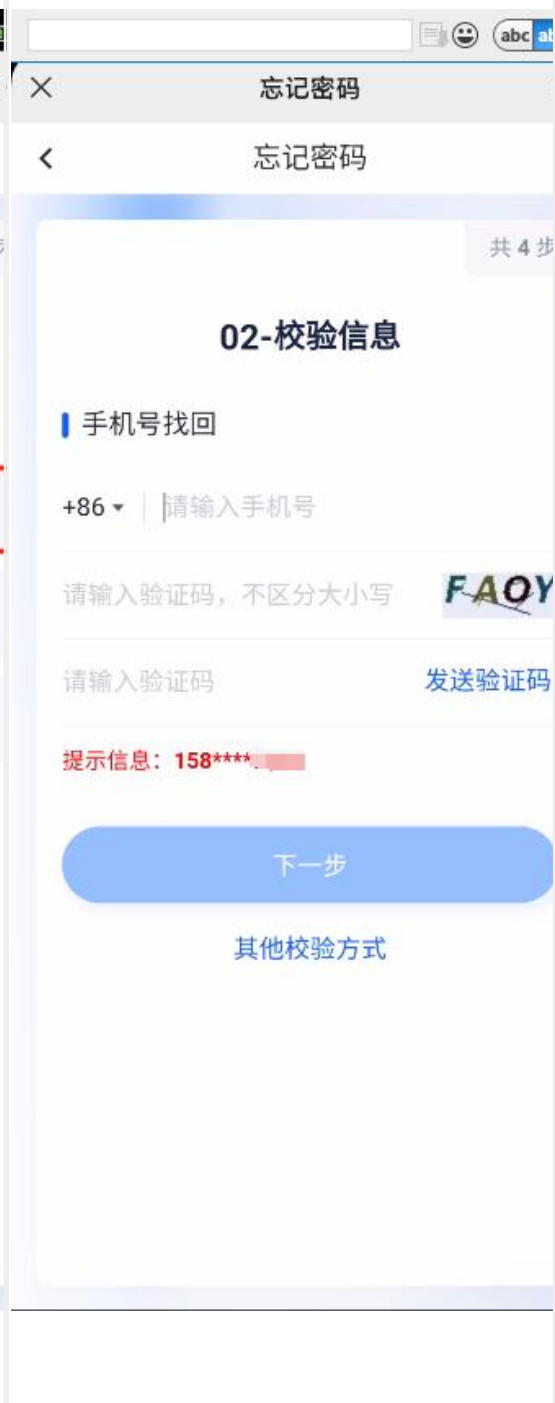 abc
忘记密码
忘记密码
共 4 步
02-校验信息
手机号找回
+86 请输入手机号
请输入验证码，不区分大小写 FAQY
请输入验证码 发送验证码
提示信息：158****
下一步
其他校验方式